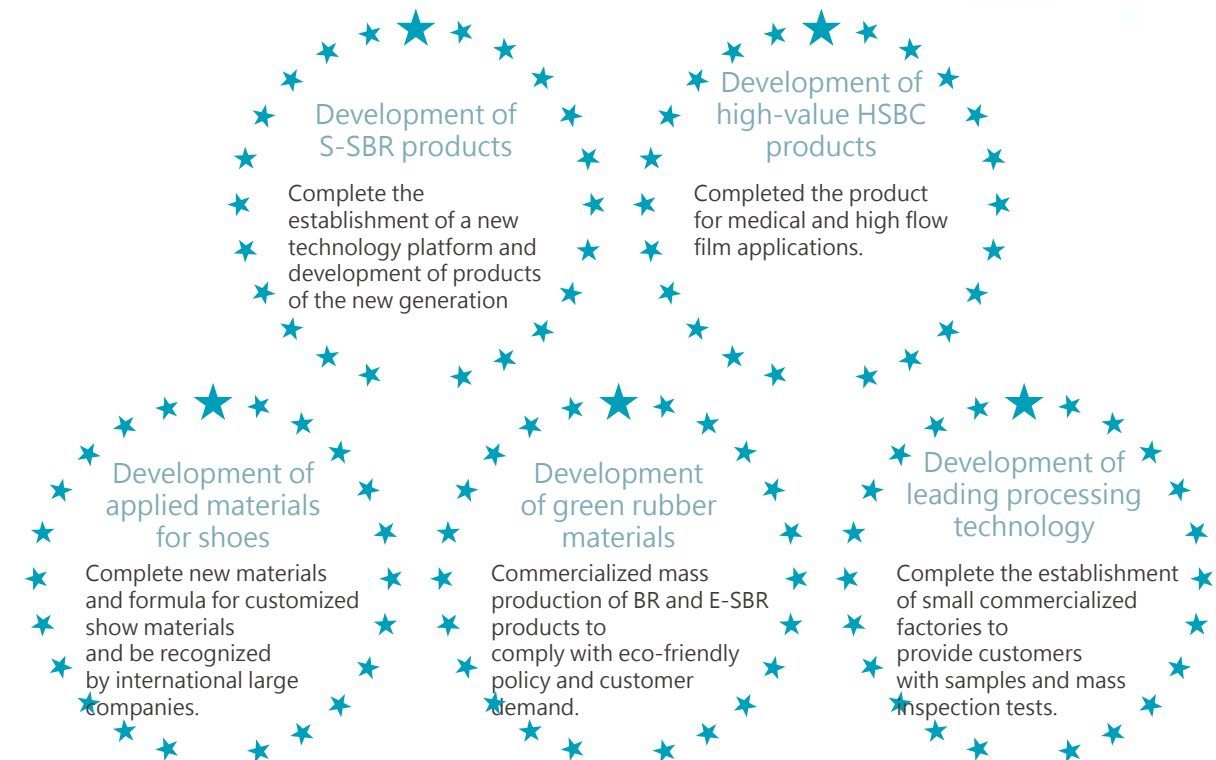 Development of
S-SBR products
Complete the
establishment of a new
technology platform and
development of products
of the new generation
Development of
high-value HSBC
products
Completed the product
for medical and high flow
film applications.
Development of
applied materials
for shoes
Complete new materials
and formula for customized
show materials
and be recognized
by international large
companies.
Development
of green rubber
materials
Commercialized mass
production of BR and E-SBR
products to
comply with eco-friendly
policy and customer
demand.
Development of
leading processing
technology
Complete the establishment
of small commercialized
factories to
provide customers
with samples and mass
inspection tests.